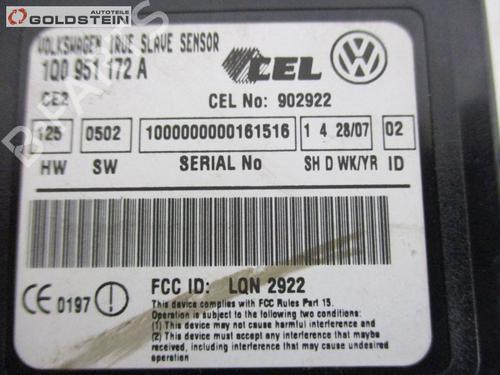 Autoteile
GOLDSTEIN
VOLKSWAGEN IRUE SLAVE SENSOR
1Q0 951 172 A
CEL
CE2
CEL No: 902922
125 0502 1000000000161516 1 4 28/07 02
HW SW SERIAL No SH D WK/YR ID
FCC ID: LQN 2922
CE 0197
This device complies with FCC Rules Part 15.
Operation is subject to the following two conditions:
(1) This device may not cause harmful interference and
(2) This device must accept any interference
received, including interference that may cause undesired
operation